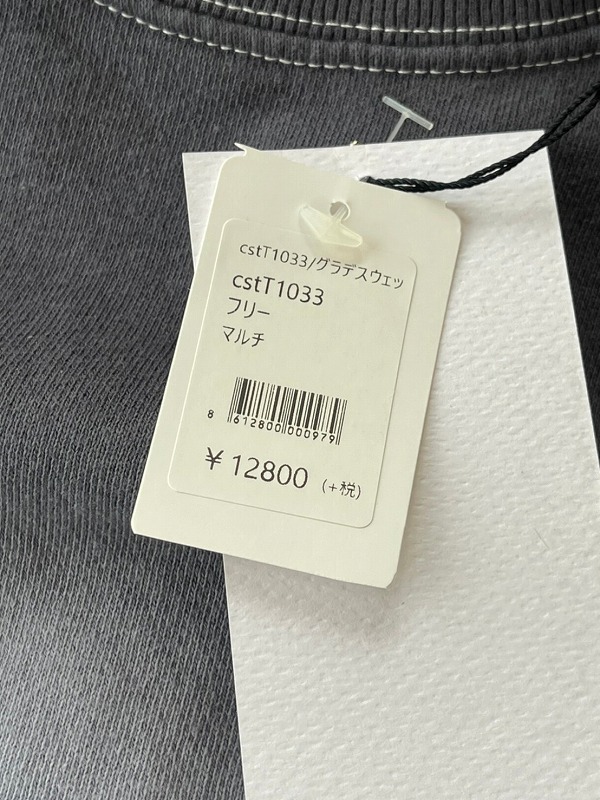 cstT1033/グラデスウェッ
cstT1033
フリー
マルチ
8 612800 000979
¥12800 (+税)